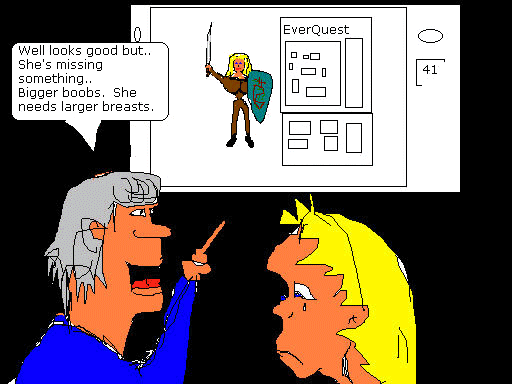 EverQuest
Well looks good but..
She's missing
something..
Bigger boobs.  She
needs larger breasts.
41